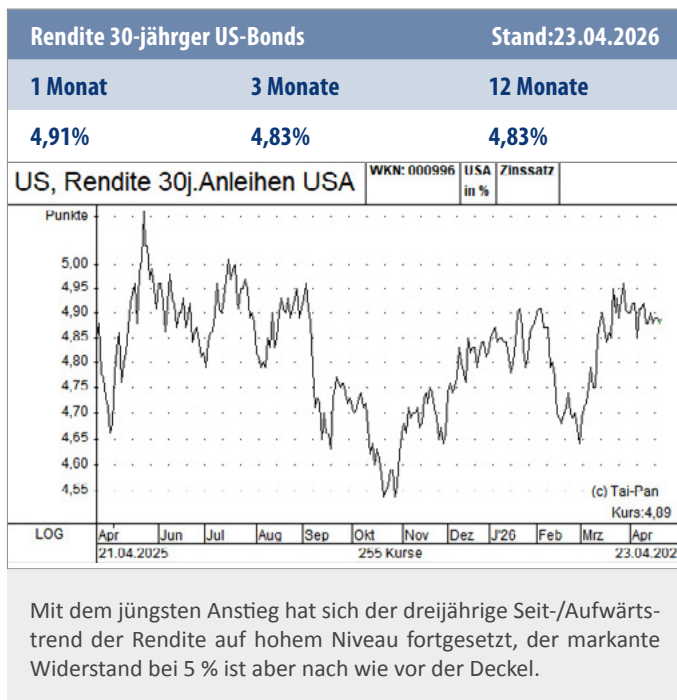 Rendite 30-jährger US-Bonds Stand:23.04.2026
1 Monat 3 Monate 12 Monate
4,91% 4,83% 4,83%
US, Rendite 30j.Anleihen USA WKN: 000996 USA in % Zinssatz
Punkte
5,00
4,95
4,90
4,85
4,80
4,75
4,70
4,65
4,60
4,55
(c) Tai-Pan
Kurs:4,89
LOG Apr Jun Jul Aug Sep Okt Nov Dez J'26 Feb Mrz Apr
21.04.2025 255 Kurse 23.04.202
Mit dem jüngsten Anstieg hat sich der dreijährige Seit-/Aufwärts-
trend der Rendite auf hohem Niveau fortgesetzt, der markante
Widerstand bei 5 % ist aber nach wie vor der Deckel.